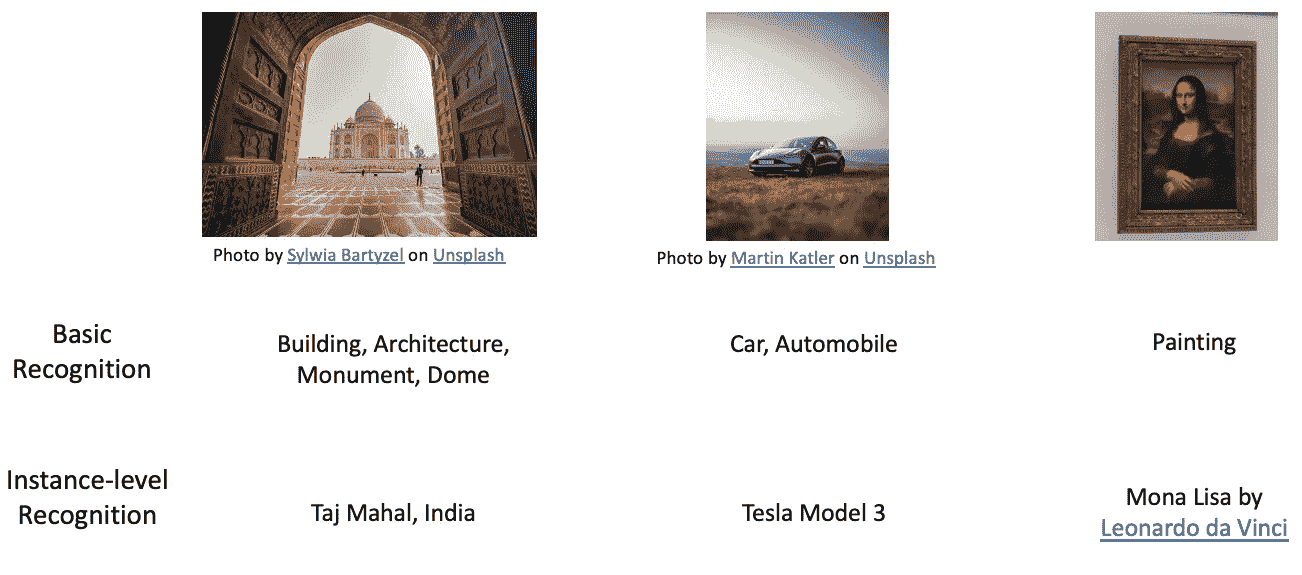 Photo by Sylwia Bartyzel on Unsplash
Photo by Martin Katler on Unsplash
Basic
Recognition
Building, Architecture,
Monument, Dome
Car, Automobile
Painting
Instance-level
Recognition
Taj Mahal, India
Tesla Model 3
Mona Lisa by
Leonardo da Vinci